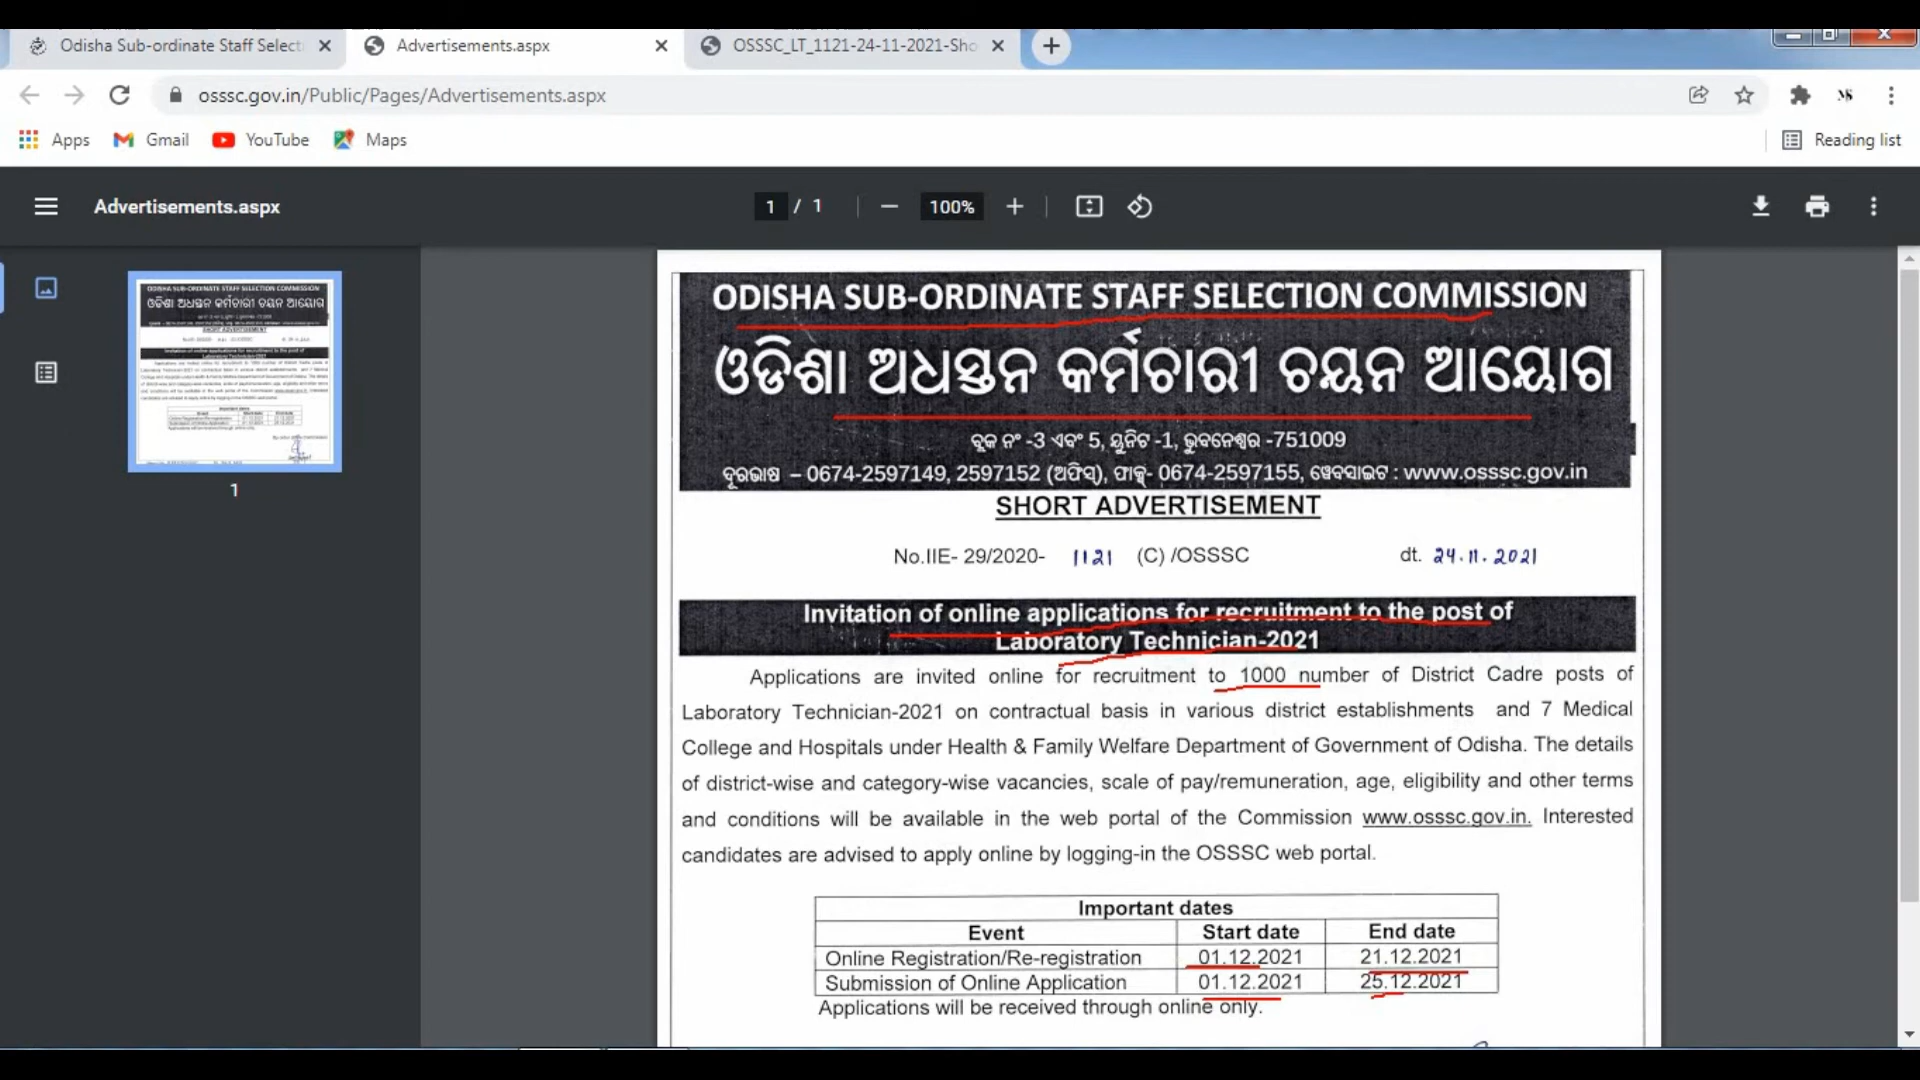 Odisha Sub-ordinate Staff Select
Advertisements.aspx
OSSSC_LT_1121-24-11-2021-Sho
osssc.gov.in/Public/Pages/Advertisements.aspx
Apps Gmail YouTube Maps Reading list
Advertisements.aspx 1 / 1 100%
1
ODISHA SUB-ORDINATE STAFF SELECTION COMMISSION
ଓଡିଶା ଅଧସ୍ତନ କର୍ମଚାରୀ ଚୟନ ଆୟୋଗ
ବ୍ଲକ ନଂ -3 ଏବଂ 5, ୟୁନିଟ -1, ଭୁବନେଶ୍ୱର -751009
ଦୂରଭାଷ – 0674-2597149, 2597152 (ଅଫିସ୍), ଫାକ୍ସ- 0674-2597155, ୱେବସାଇଟ : www.osssc.gov.in
SHORT ADVERTISEMENT
No.IIE- 29/2020- 1121 (C) /OSSSC dt. 24.11.2021
Invitation of online applications for recruitment to the post of
Laboratory Technician-2021
Applications are invited online for recruitment to 1000 number of District Cadre posts of
Laboratory Technician-2021 on contractual basis in various district establishments and 7 Medical
College and Hospitals under Health & Family Welfare Department of Government of Odisha. The details
of district-wise and category-wise vacancies, scale of pay/remuneration, age, eligibility and other terms
and conditions will be available in the web portal of the Commission www.osssc.gov.in. Interested
candidates are advised to apply online by logging-in the OSSSC web portal.
Important dates
Event Start date End date
Online Registration/Re-registration 01.12.2021 21.12.2021
Submission of Online Application 01.12.2021 25.12.2021
Applications will be received through online only.